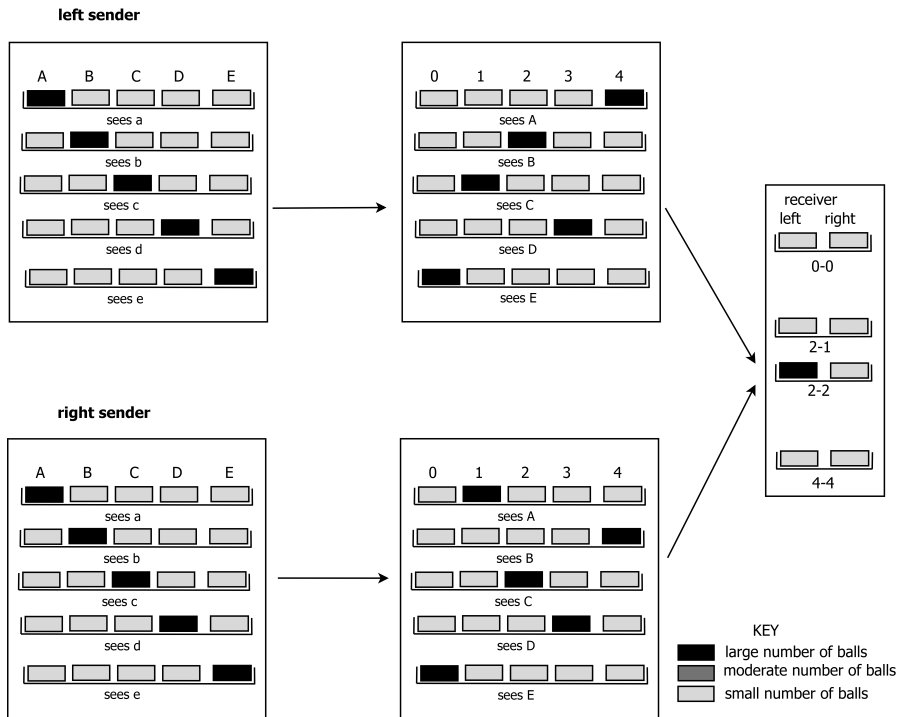 left sender
A B C D E
sees a
sees b
sees c
sees d
sees e
0 1 2 3 4
sees A
sees B
sees C
sees D
sees E
receiver
left right
0-0
2-1
2-2
4-4
right sender
A B C D E
sees a
sees b
sees c
sees d
sees e
0 1 2 3 4
sees A
sees B
sees C
sees D
sees E
KEY
large number of balls
moderate number of balls
small number of balls